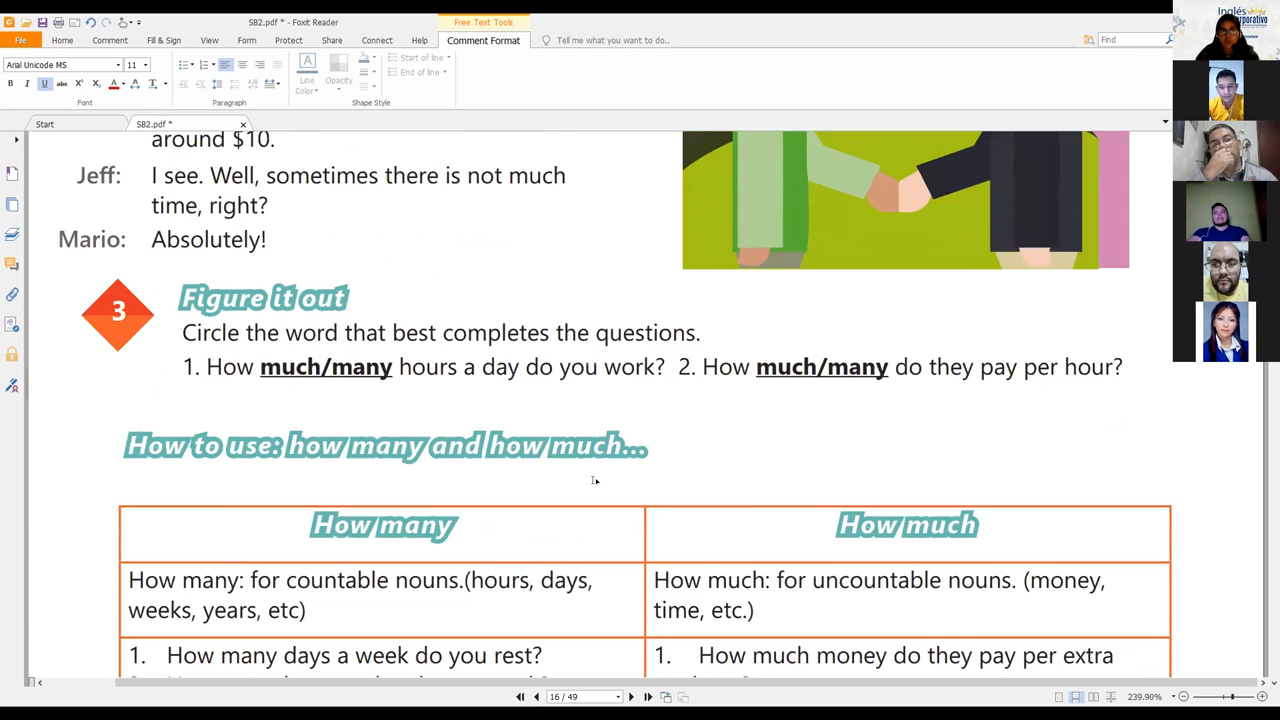 SB2.pdf * - Foxit Reader
Free Text Tools
File Home Comment Fill & Sign View Form Protect Share Connect Help Comment Format Tell me what you want to do.. Find
Arial Unicode MS 11
Start of line
End of line
Line Color
Opacity
Font Paragraph Shape Style
Start SB2.pdf *
around $10.
Jeff: I see. Well, sometimes there is not much
time, right?
Mario: Absolutely!
3 Figure it out
Circle the word that best completes the questions.
1. How much/many hours a day do you work? 2. How much/many do they pay per hour?
How to use: how many and how much...
How many How much
How many: for countable nouns.(hours, days,
weeks, years, etc)
How much: for uncountable nouns. (money,
time, etc.)
1. How many days a week do you rest?
1. How much money do they pay per extra
16 / 49 239.90%
Inglés